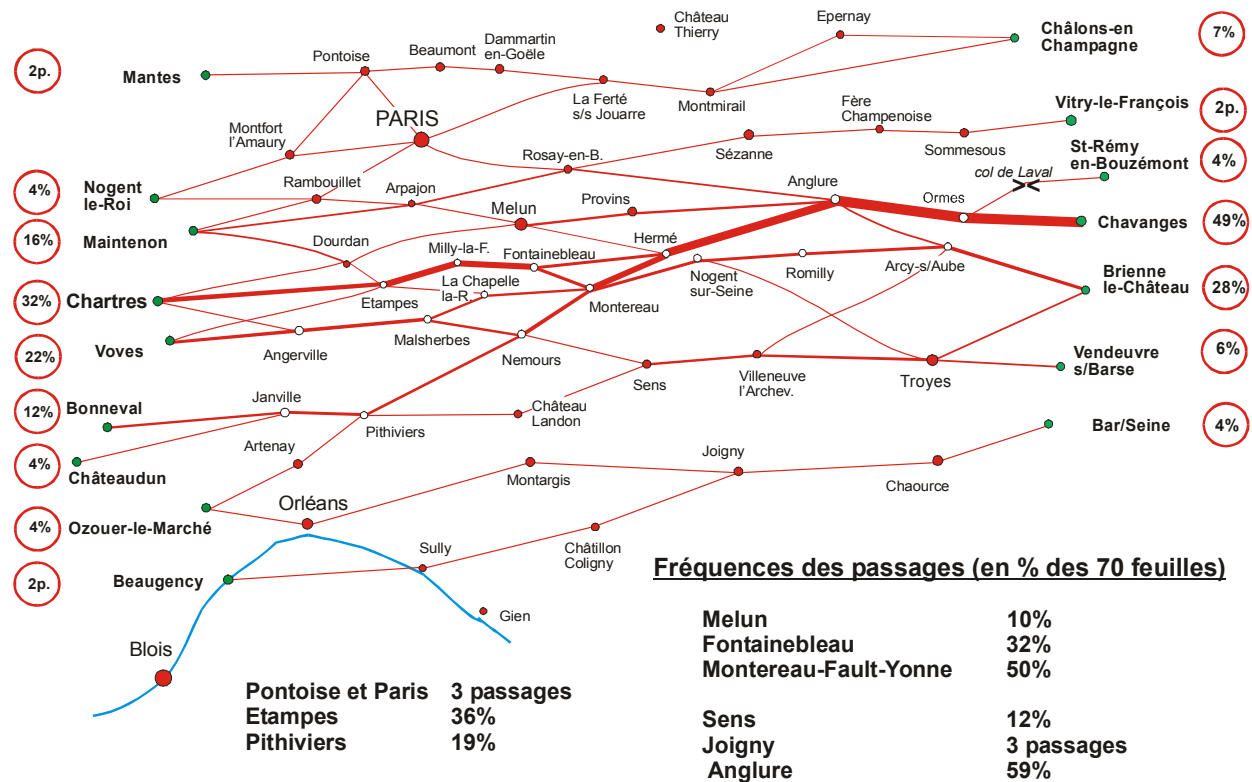 Château
Thierry
Epernay
Châlons-en
Champagne
7%
2p.
Mantes
Pontoise
Beaumont
Dammartin
en-Goële
La Ferté
s/s Jouarre
Montmirail
Montfort
l'Amaury
PARIS
Rosay-en-B.
Sézanne
Fère
Champenoise
Sommesous
Vitry-le-François
2p.
St-Rémy
en-Bouzémont
4%
col de Laval
4%
Nogent
le-Roi
Rambouillet
Arpajon
Melun
Provins
Anglure
Ormes
Chavanges
49%
16%
Maintenon
Dourdan
Milly-la-F.
Fontainebleau
Hermé
32%
Chartres
Etampes
La Chapelle
la-R.
Montereau
Nogent
sur-Seine
Romilly
Arcy-s/Aube
Brienne
le-Château
28%
22%
Voves
Angerville
Malsherbes
Nemours
Sens
Villeneuve
l'Archev.
Troyes
Vendeuvre
s/Barse
6%
12%
Bonneval
Janville
Pithiviers
Château
Landon
Bar/Seine
4%
4%
Châteaudun
Artenay
Montargis
Joigny
Chaource
4%
Ozouer-le-Marché
Orléans
2p.
Beaugency
Sully
Châtillon
Coligny
Gien
Blois
Fréquences des passages (en % des 70 feuilles)
Melun 10%
Fontainebleau 32%
Montereau-Fault-Yonne 50%
Pontoise et Paris 3 passages
Etampes 36%
Pithiviers 19%
Sens 12%
Joigny 3 passages
Anglure 59%